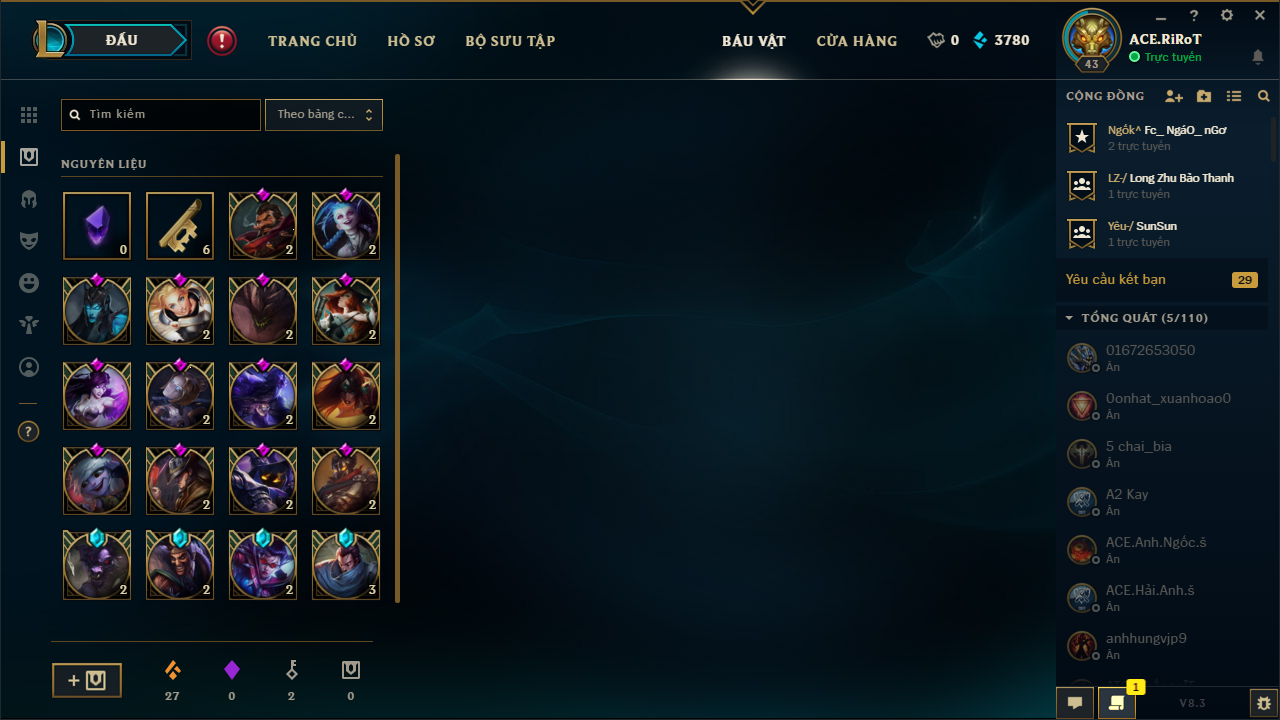 ĐẤU
TRANG CHỦ
HỒ SƠ
BỘ SƯU TẬP
BÁU VẬT
CỬA HÀNG
0
3780
43
ACE.RiRoT
Trực tuyến
Tìm kiếm
Theo bảng c...
NGUYÊN LIỆU
0
6
2
2
2
2
2
2
2
2
2
2
2
2
2
2
3
27
0
2
0
CỘNG ĐỒNG
Ngốk^ Fc_ NgáO_ nGơ
2 trực tuyến
LZ-/ Long Zhu Bảo Thanh
1 trực tuyến
Yêu-/ SunSun
1 trực tuyến
Yêu cầu kết bạn
29
TỔNG QUÁT (5/110)
01672653050
Ẩn
0onhat_xuanhoao0
Ẩn
5 chai_bia
Ẩn
A2 Kay
Ẩn
ACE.Anh.Ngốc.š
Ẩn
ACE.Hải.Anh.š
Ẩn
anhhungvjp9
Ẩn
1
V8.3